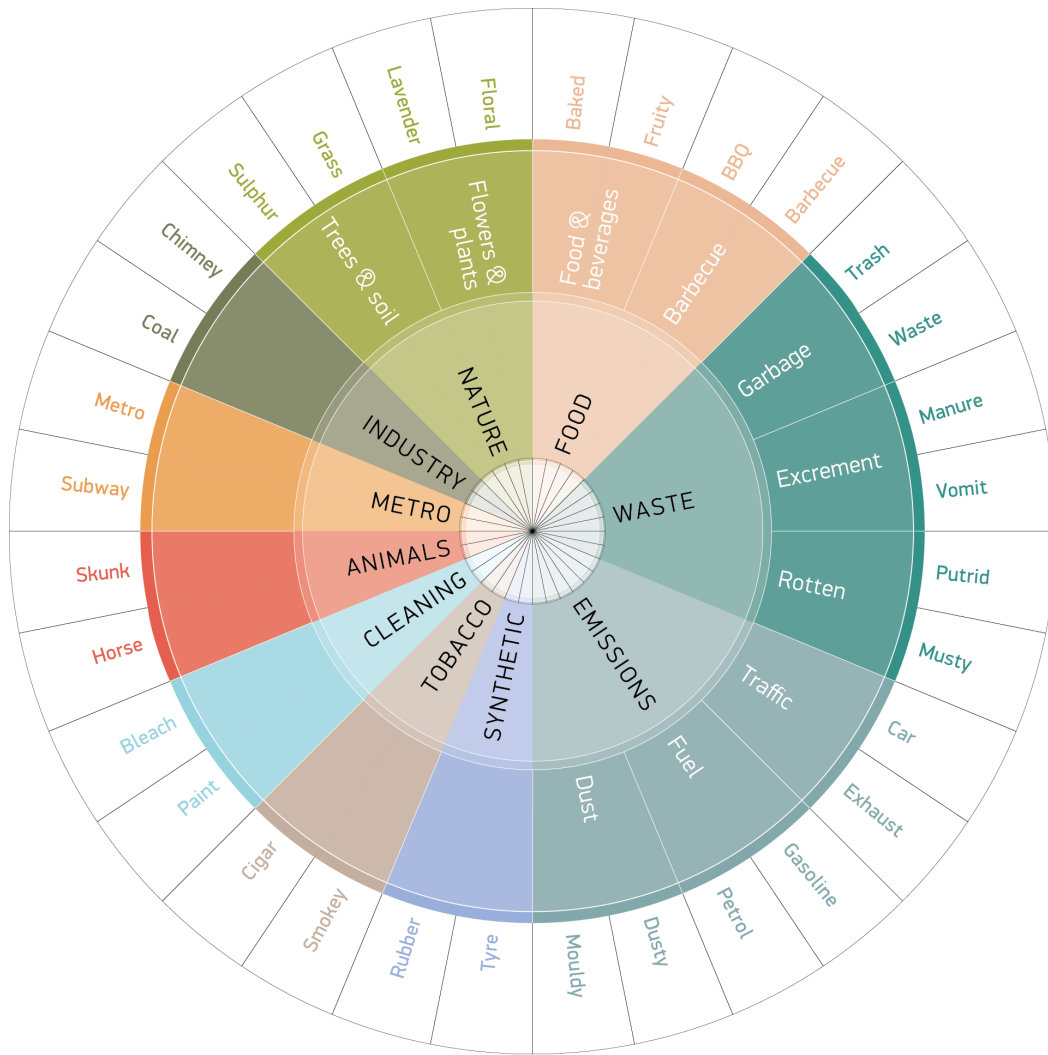 FOOD
WASTE
EMISSIONS
SYNTHETIC
TOBACCO
CLEANING
ANIMALS
METRO
INDUSTRY
NATURE
Food &
beverages
Barbecue
Garbage
Excrement
Rotten
Traffic
Fuel
Dust
Trees & soil
Flowers &
plants
Baked
Fruity
BBQ
Barbecue
Trash
Waste
Manure
Vomit
Putrid
Musty
Car
Exhaust
Gasoline
Petrol
Dusty
Mouldy
Tyre
Rubber
Smokey
Cigar
Paint
Bleach
Horse
Skunk
Subway
Metro
Coal
Chimney
Sulphur
Grass
Lavender
Floral